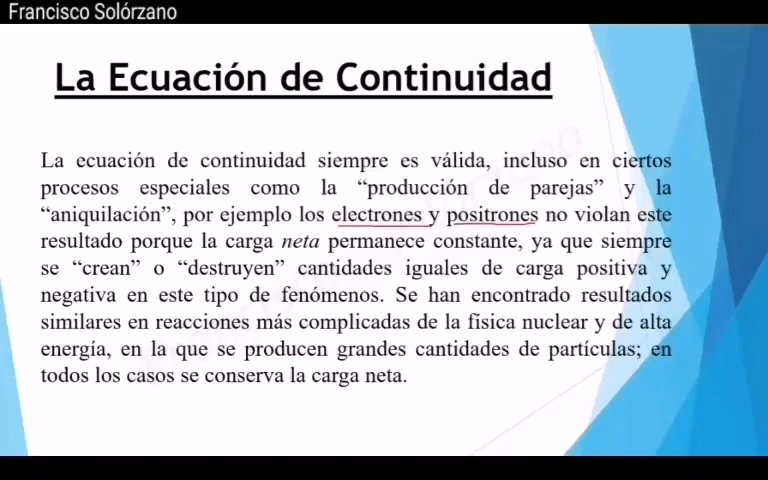 Francisco Solórzano
La Ecuación de Continuidad
La ecuación de continuidad siempre es válida, incluso en ciertos
procesos especiales como la “producción de parejas” y la
“aniquilación”, por ejemplo los electrones y positrones no violan este
resultado porque la carga neta permanece constante, ya que siempre
se “crean” o “destruyen” cantidades iguales de carga positiva y
negativa en este tipo de fenómenos. Se han encontrado resultados
similares en reacciones más complicadas de la física nuclear y de alta
energía, en la que se producen grandes cantidades de partículas; en
todos los casos se conserva la carga neta.